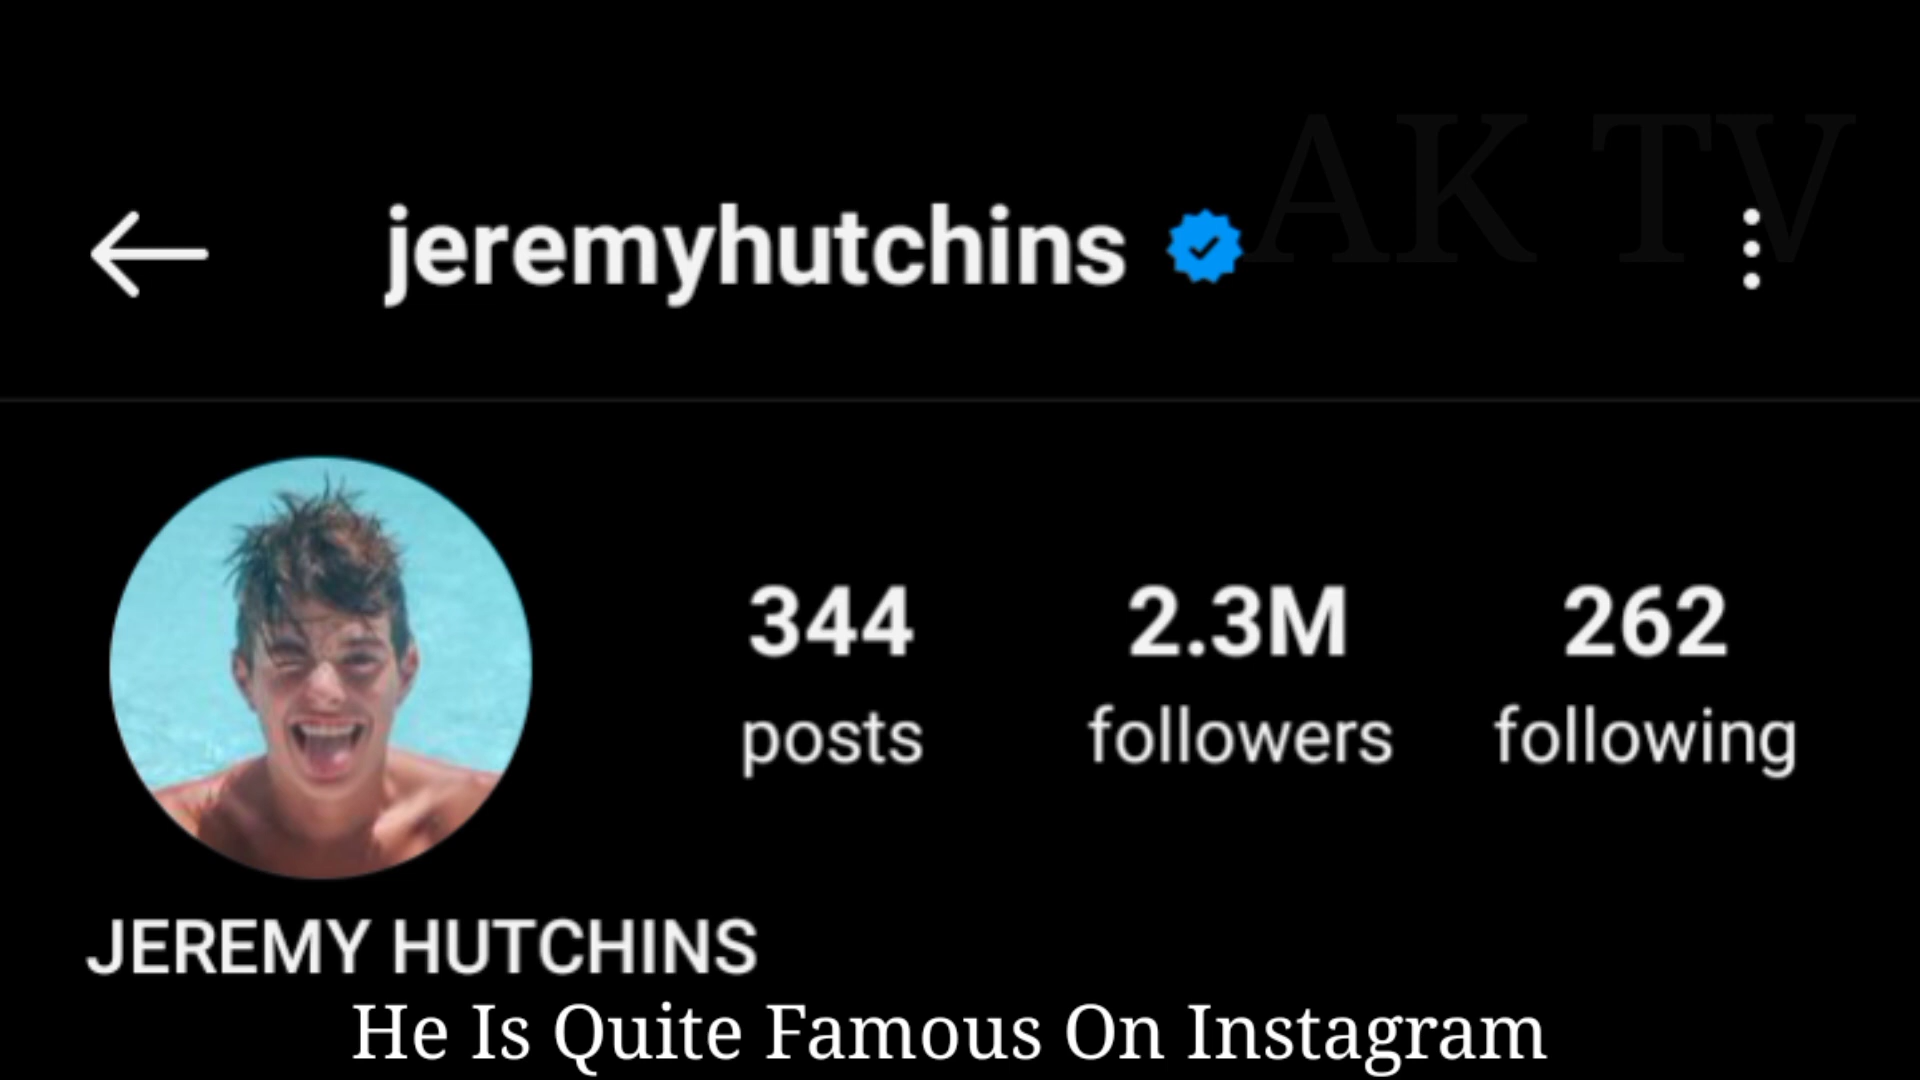 AK TV
jeremyhutchins
344 2.3M 262
posts followers following
JEREMY HUTCHINS
He Is Quite Famous On Instagram